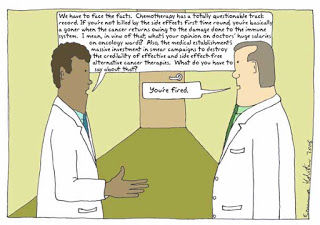 We have to face the facts. Chemotherapy has a totally questionable track
record. If you're not killed by the side effects first time round, you're basically
a goner when the cancer returns owing to the damage done to the immune
system. I mean, in view of that, what's your opinion on doctors' huge salaries
on oncology wards? Also, the medical establishment's
massive investment in smear campaigns to destroy
the credibility of effective and side effect-free
alternative cancer therapies. What do you have to
say about that?
You're fired.